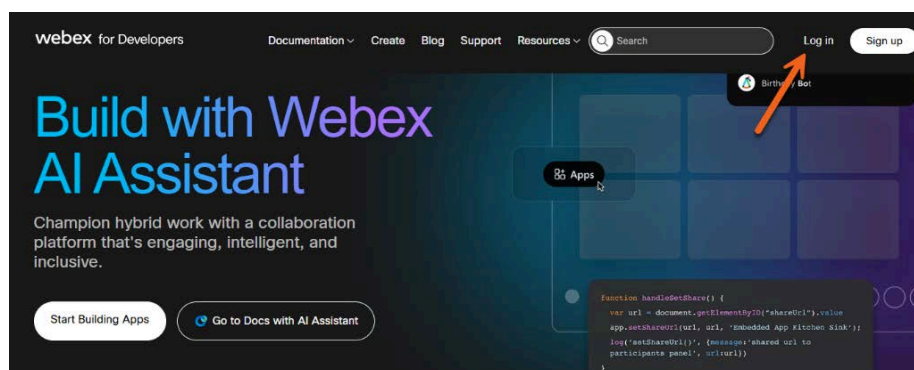 webex for Developers Documentation Create Blog Support Resources Search Log in Sign up
Birthday Bot
Build with Webex
AI Assistant
Apps
Champion hybrid work with a collaboration
platform that's engaging, intelligent, and
inclusive.
Start Building Apps Go to Docs with AI Assistant
function handleSetShare() {
var url = document.getElementByID("shareUrl").value
app.setShareUrl(url, url, 'Embedded App Kitchen Sink');
log('setShareUrl()', {message:'shared url to
participants panel', url:url})
}